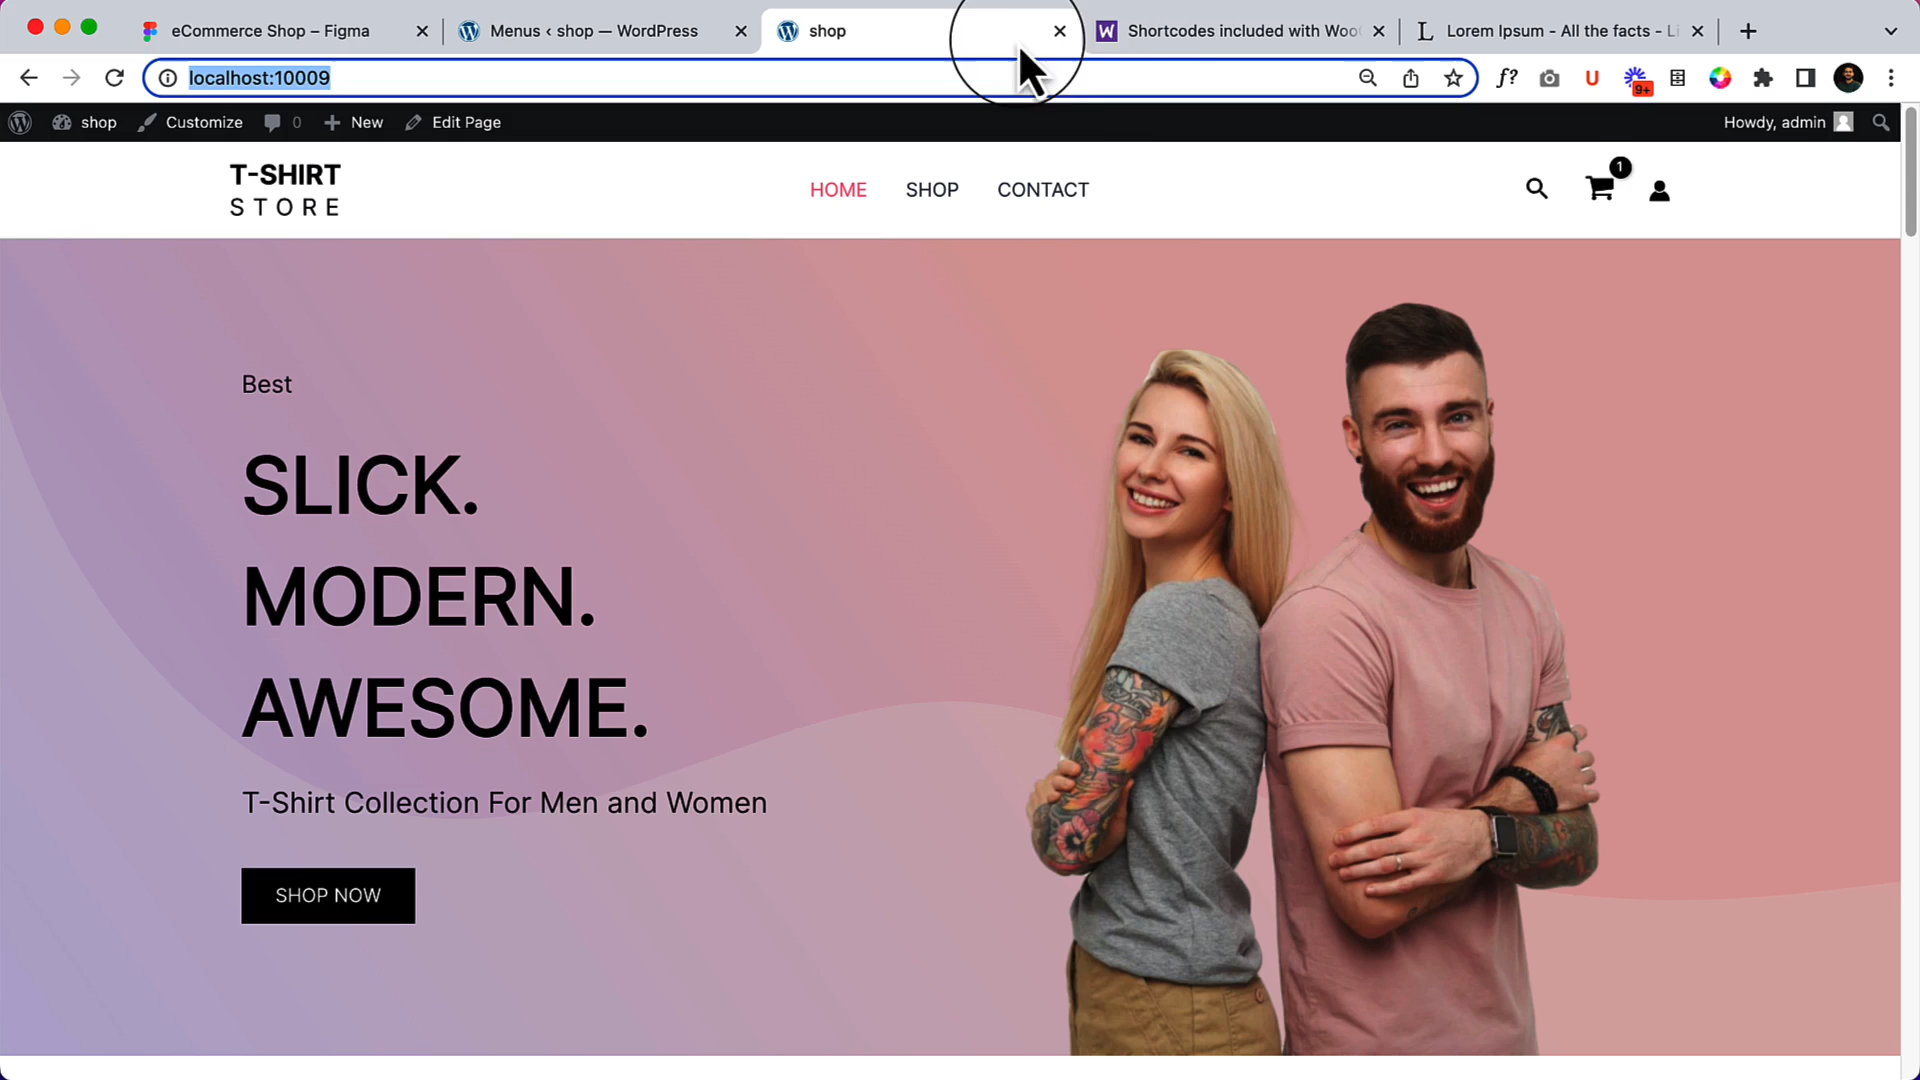 eCommerce Shop – Figma
Menus ‹ shop — WordPress
shop
Shortcodes included with Woo
Lorem Ipsum - All the facts - Li
localhost:10009
f?
U
9+
shop
Customize
0
New
Edit Page
Howdy, admin
T-SHIRT
STORE
HOME
SHOP
CONTACT
1
Best
SLICK.
MODERN.
AWESOME.
T-Shirt Collection For Men and Women
SHOP NOW